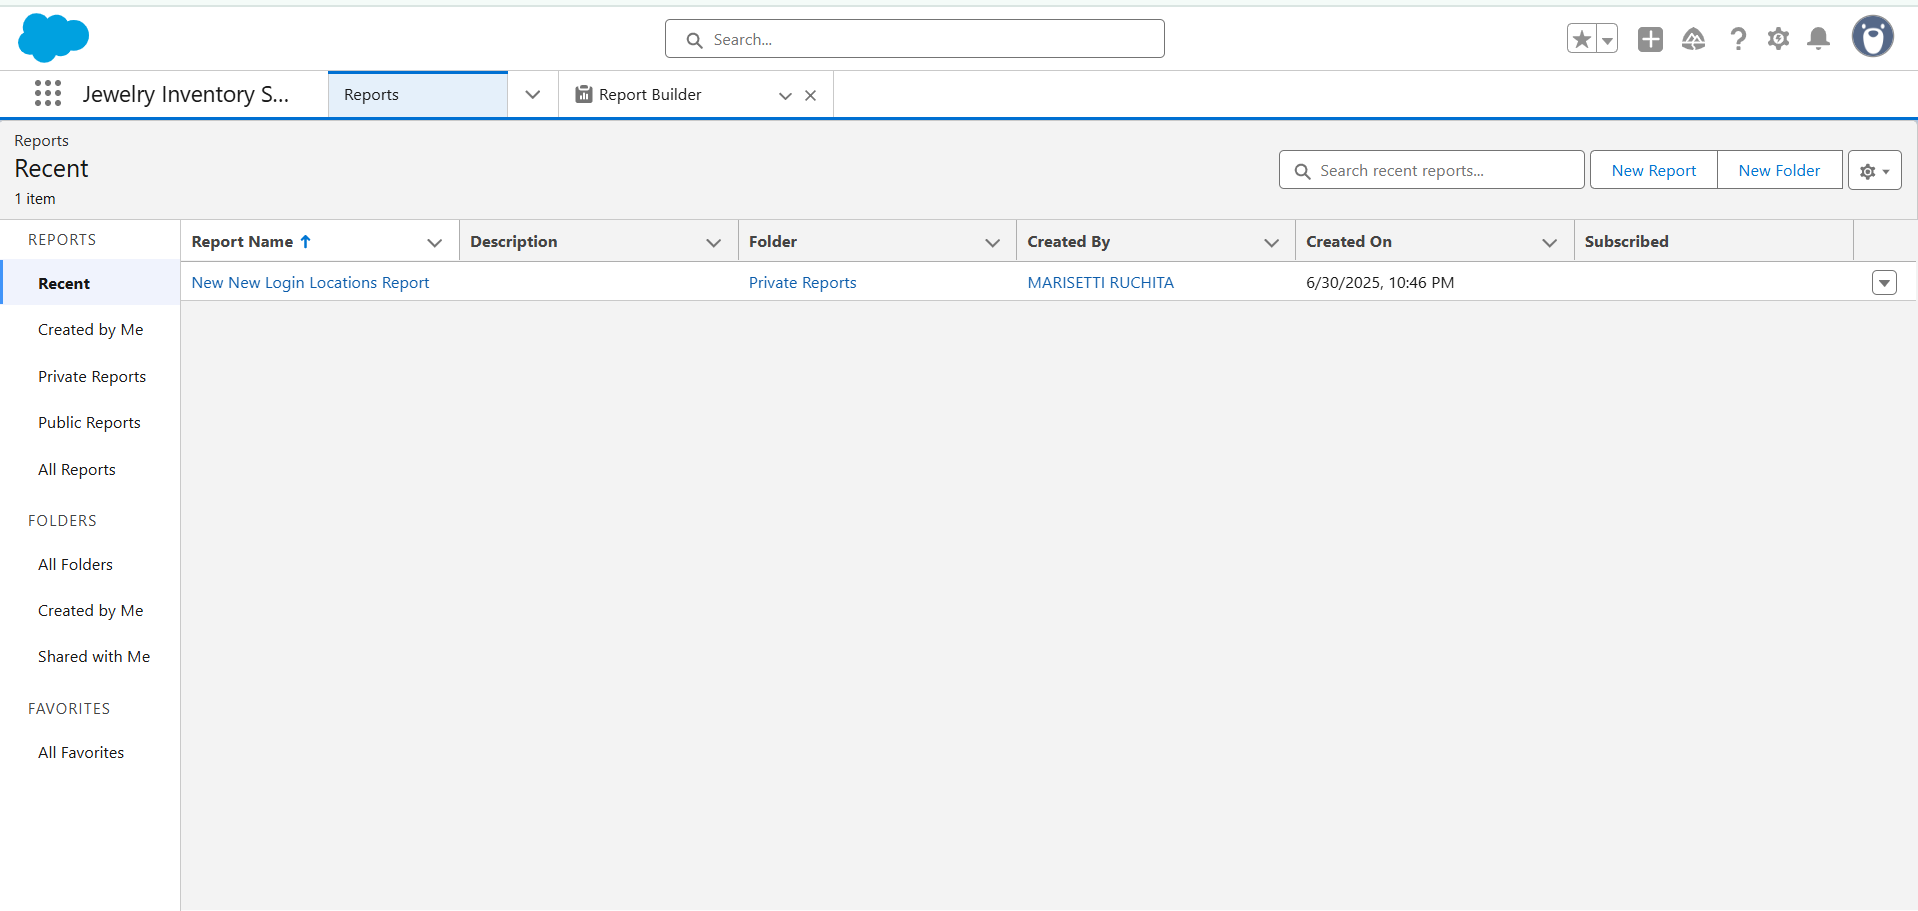 Search...
Jewelry Inventory S...
Reports
Report Builder
Reports
Recent
1 item
Search recent reports...
New Report
New Folder
REPORTS
Recent
Created by Me
Private Reports
Public Reports
All Reports
FOLDERS
All Folders
Created by Me
Shared with Me
FAVORITES
All Favorites
Report Name Description Folder Created By Created On Subscribed
New New Login Locations Report Private Reports MARISETTI RUCHITA 6/30/2025, 10:46 PM